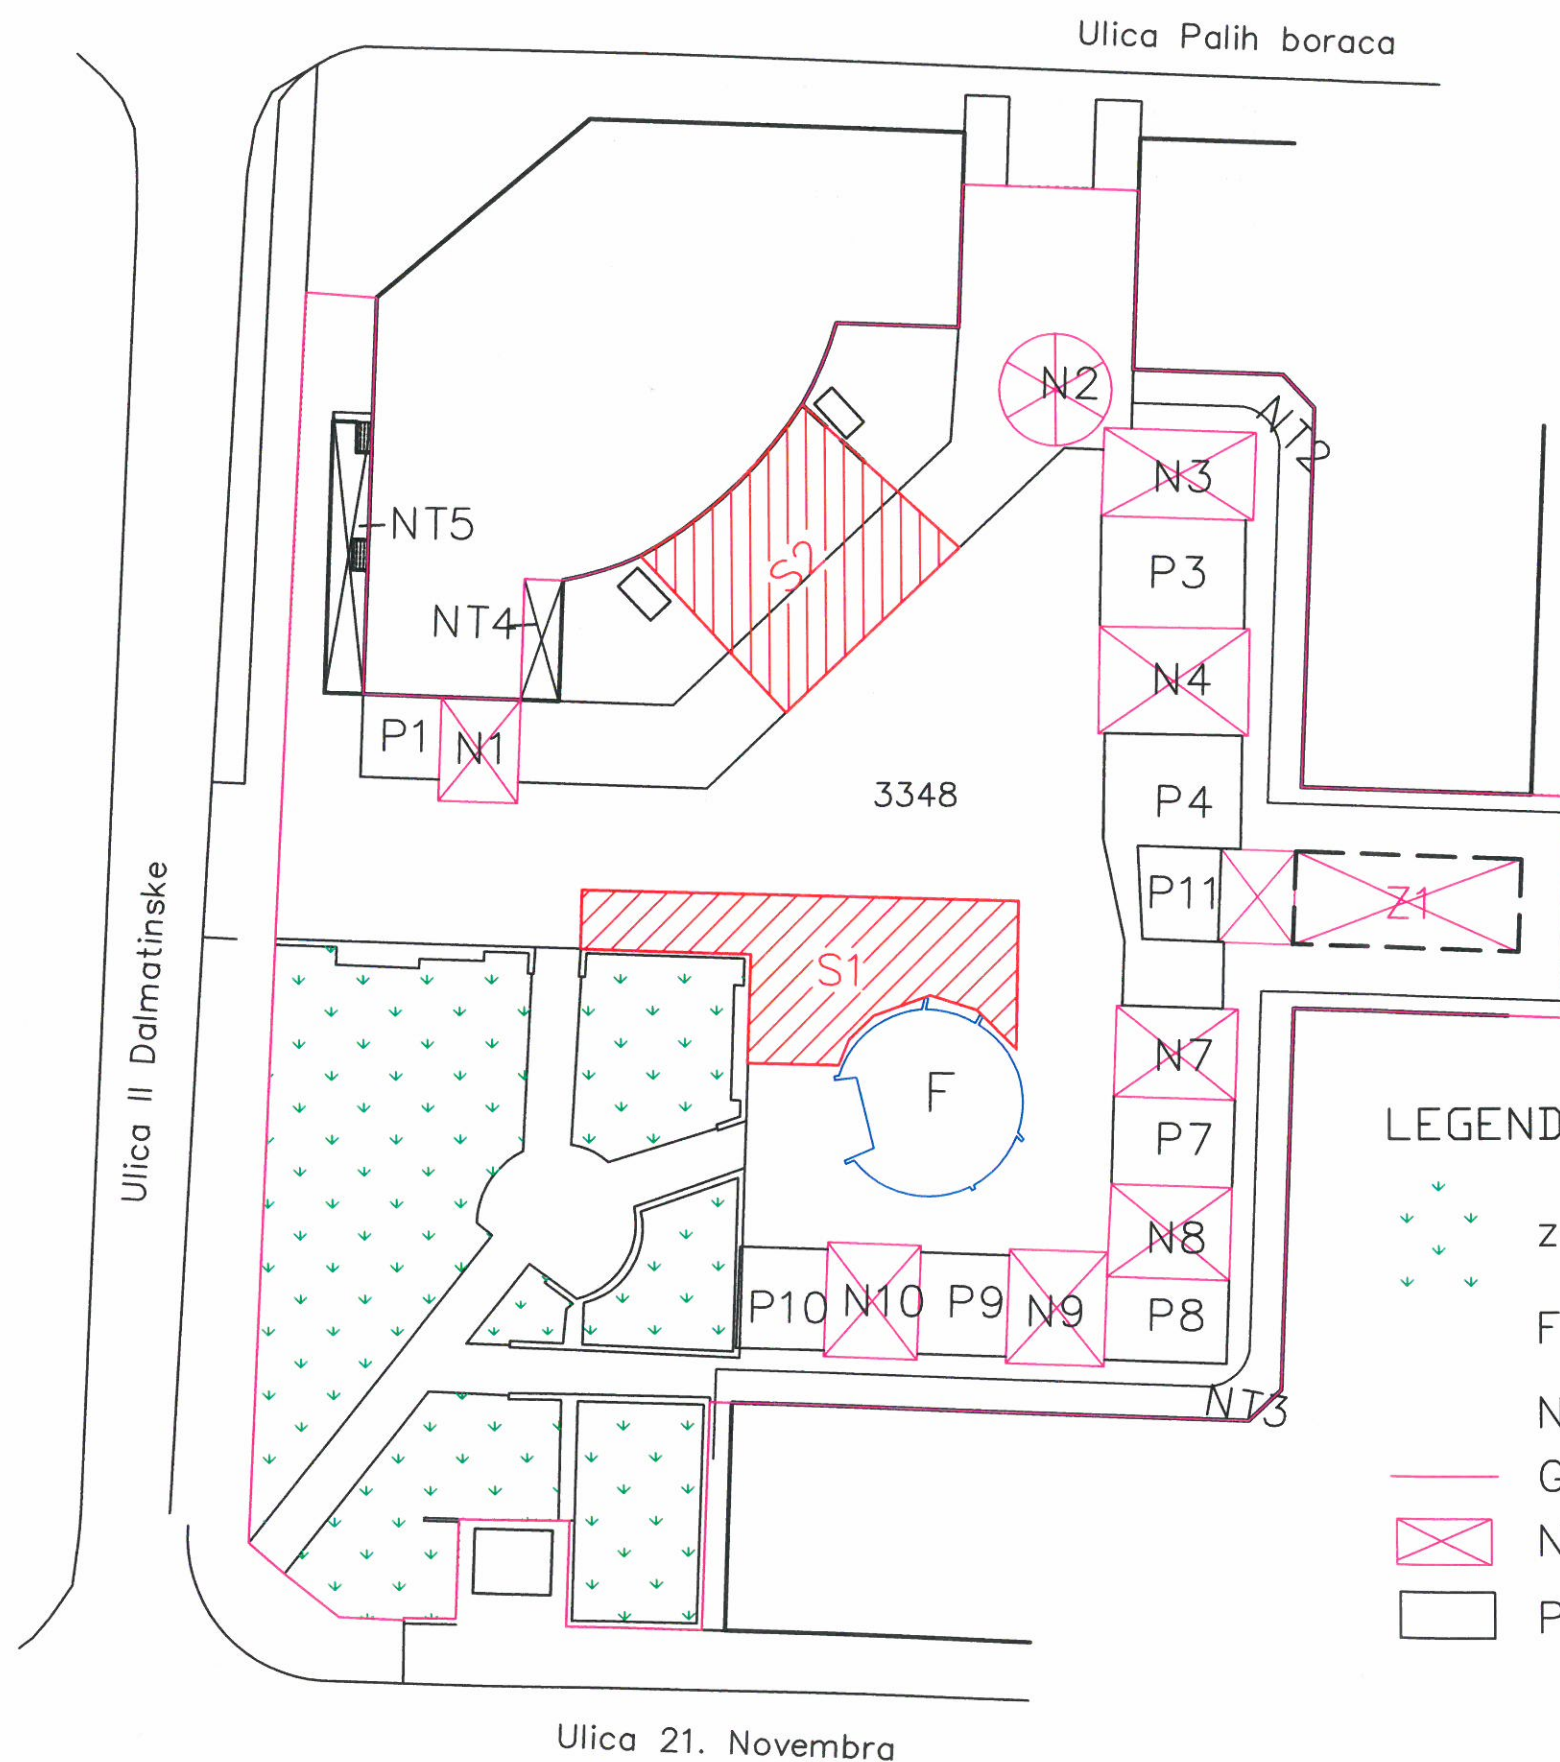 Ulica Palih boraca
N2
NT2
N3
NT5
S2
P3
NT4
N4
P1
N1
3348
P4
P11
Z1
Ulica II Dalmatinske
S1
N7
F
LEGEND
P7
N8
z
P10
N10
P9
N9
P8
F
NT3
N
G
N
P
Ulica 21. Novembra